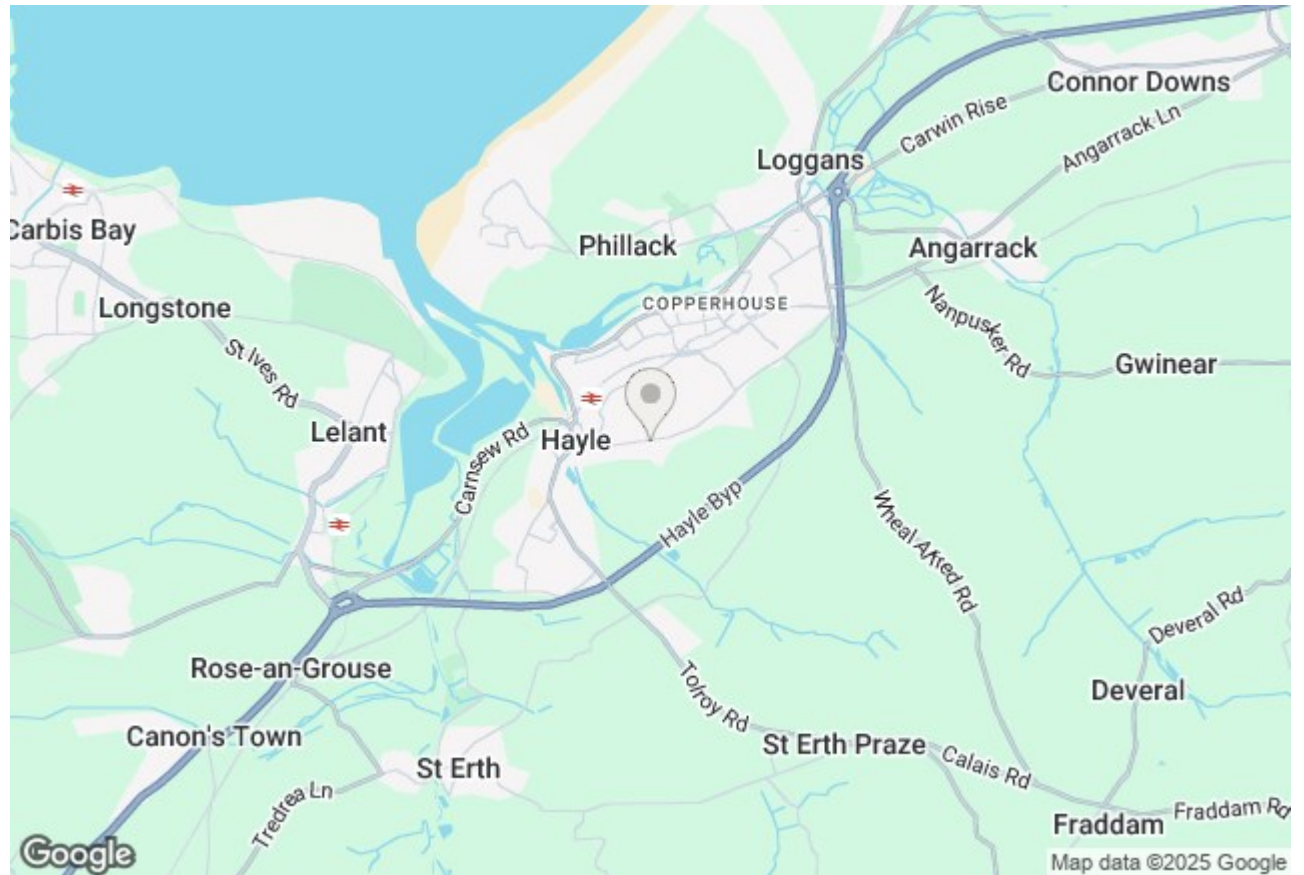 Connor Downs
Carwin Rise
Angarrack Ln
Loggans
Carbis Bay
Phillack
Angarrack
Longstone
COPPERHOUSE
Nanpusker Rd
Gwinear
St Ives Rd
Lelant
Hayle
Carnsew Rd
Hayle Byp
Wheal Alfred Rd
Deveral Rd
Rose-an-Grouse
Deveral
Tolroy Rd
Canon's Town
St Erth
St Erth Praze
Calais Rd
Tredrea Ln
Fraddam Rd
Fraddam
Google
Map data ©2025 Google